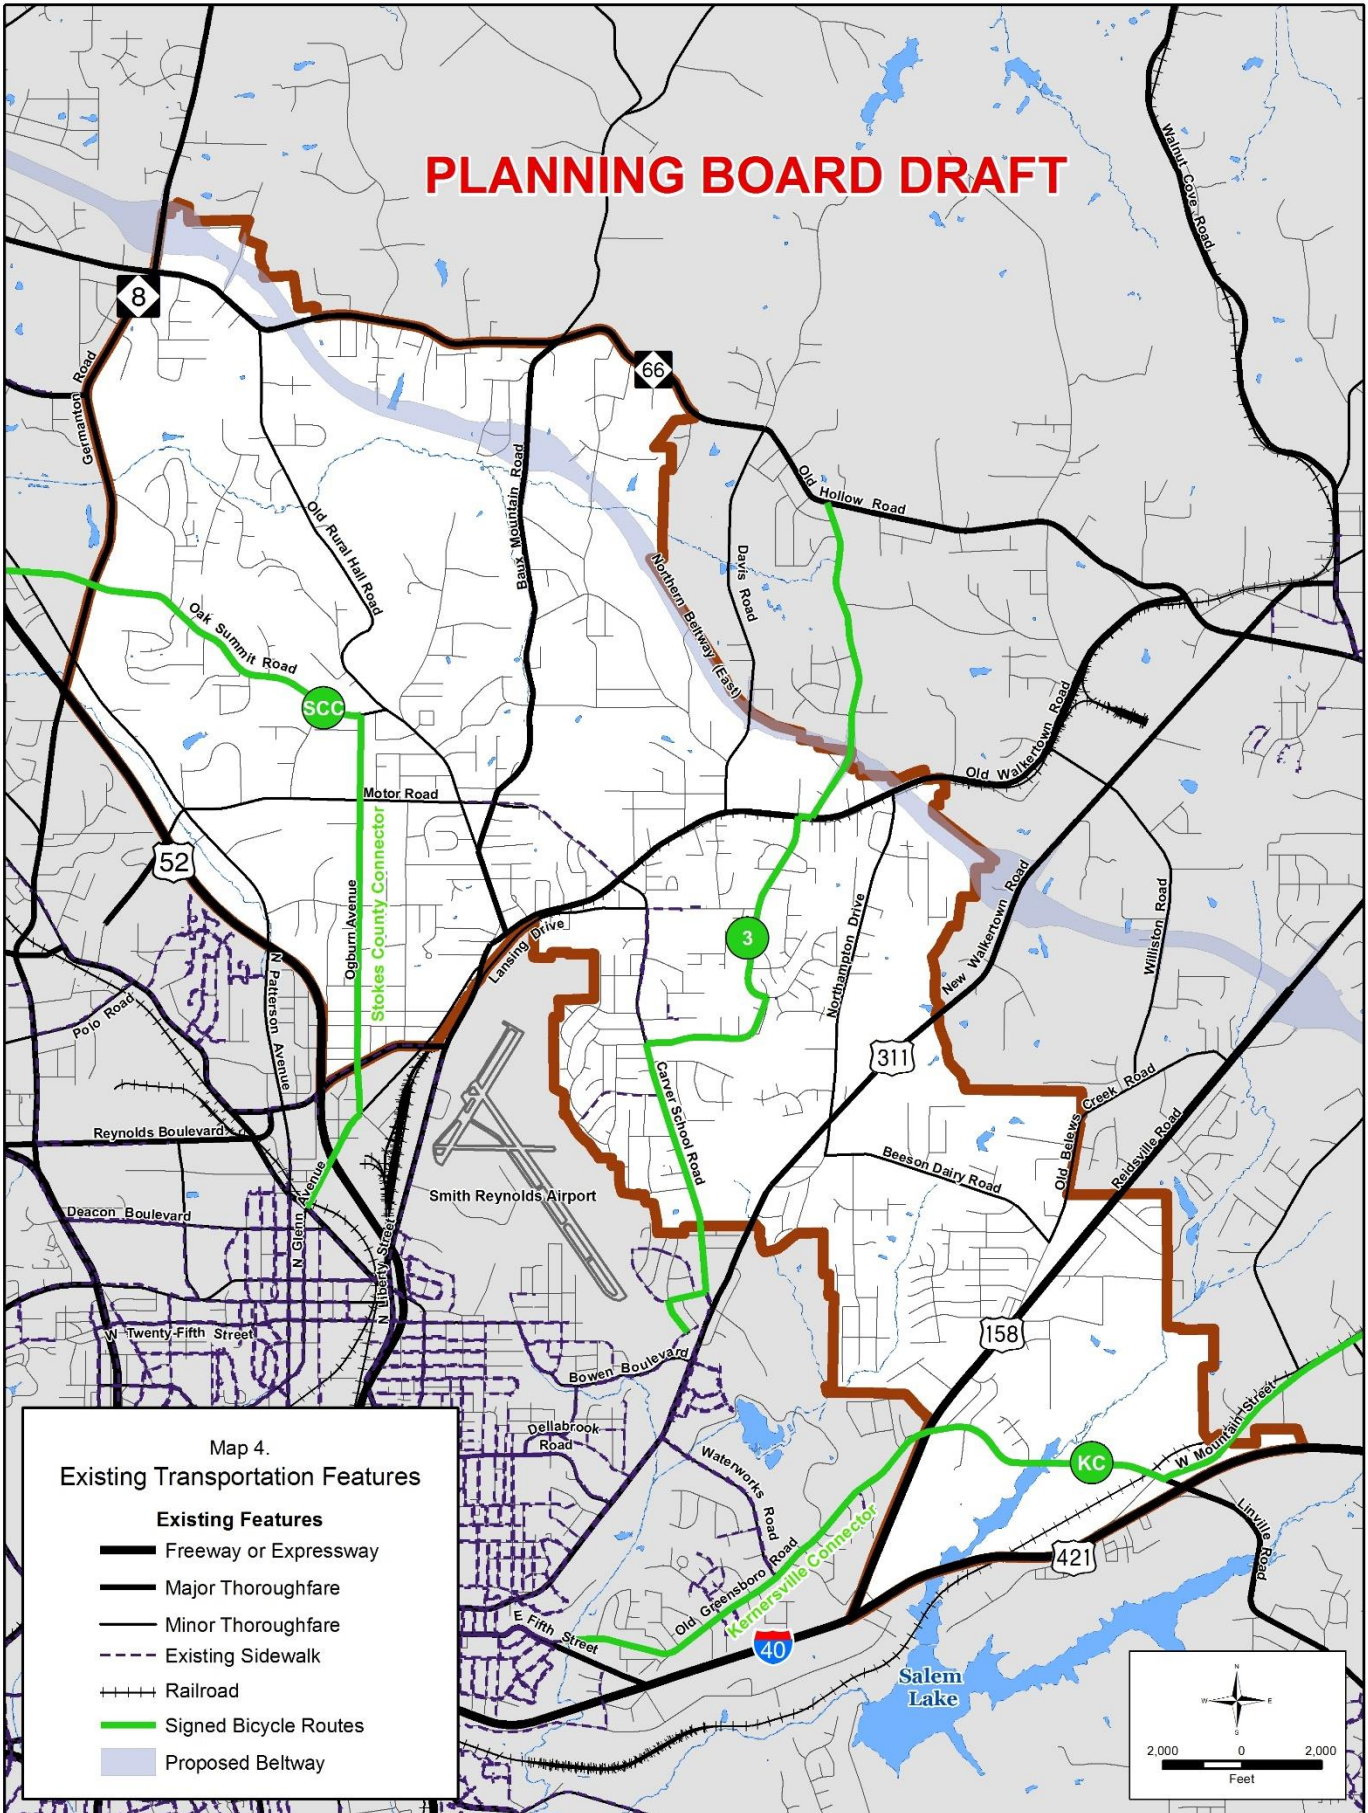 PLANNING BOARD DRAFT
Walnut Cove Road
8
66
Germanton Road
Old Hollow Road
Old Rural Hall Road
Baux Mountain Road
Davis Road
Northern Beltway (East)
Oak Summit Road
SCC
Old Walkertown Road
Motor Road
52
Stokes County Connector
Ogburn Avenue
New Walkertown Road
Williston Road
Northampton Drive
3
Lansing Drive
N Patterson Avenue
Polo Road
311
Carver School Road
Old Belews Creek Road
Reidsville Road
Reynolds Boulevard
Beeson Dairy Road
Smith Reynolds Airport
Deacon Boulevard
N Glenn Avenue
N Liberty Street
W Twenty-Fifth Street
158
Bowen Boulevard
Dellabrook
Road
W Mountain Street
Waterworks Road
KC
Linville Road
Old Greensboro Road
Kernersville Connector
421
E Fifth Street
40
Salem
Lake
Map 4.
Existing Transportation Features
Existing Features
Freeway or Expressway
Major Thoroughfare
Minor Thoroughfare
Existing Sidewalk
Railroad
Signed Bicycle Routes
Proposed Beltway
N
W E
S
2,000 0 2,000
Feet